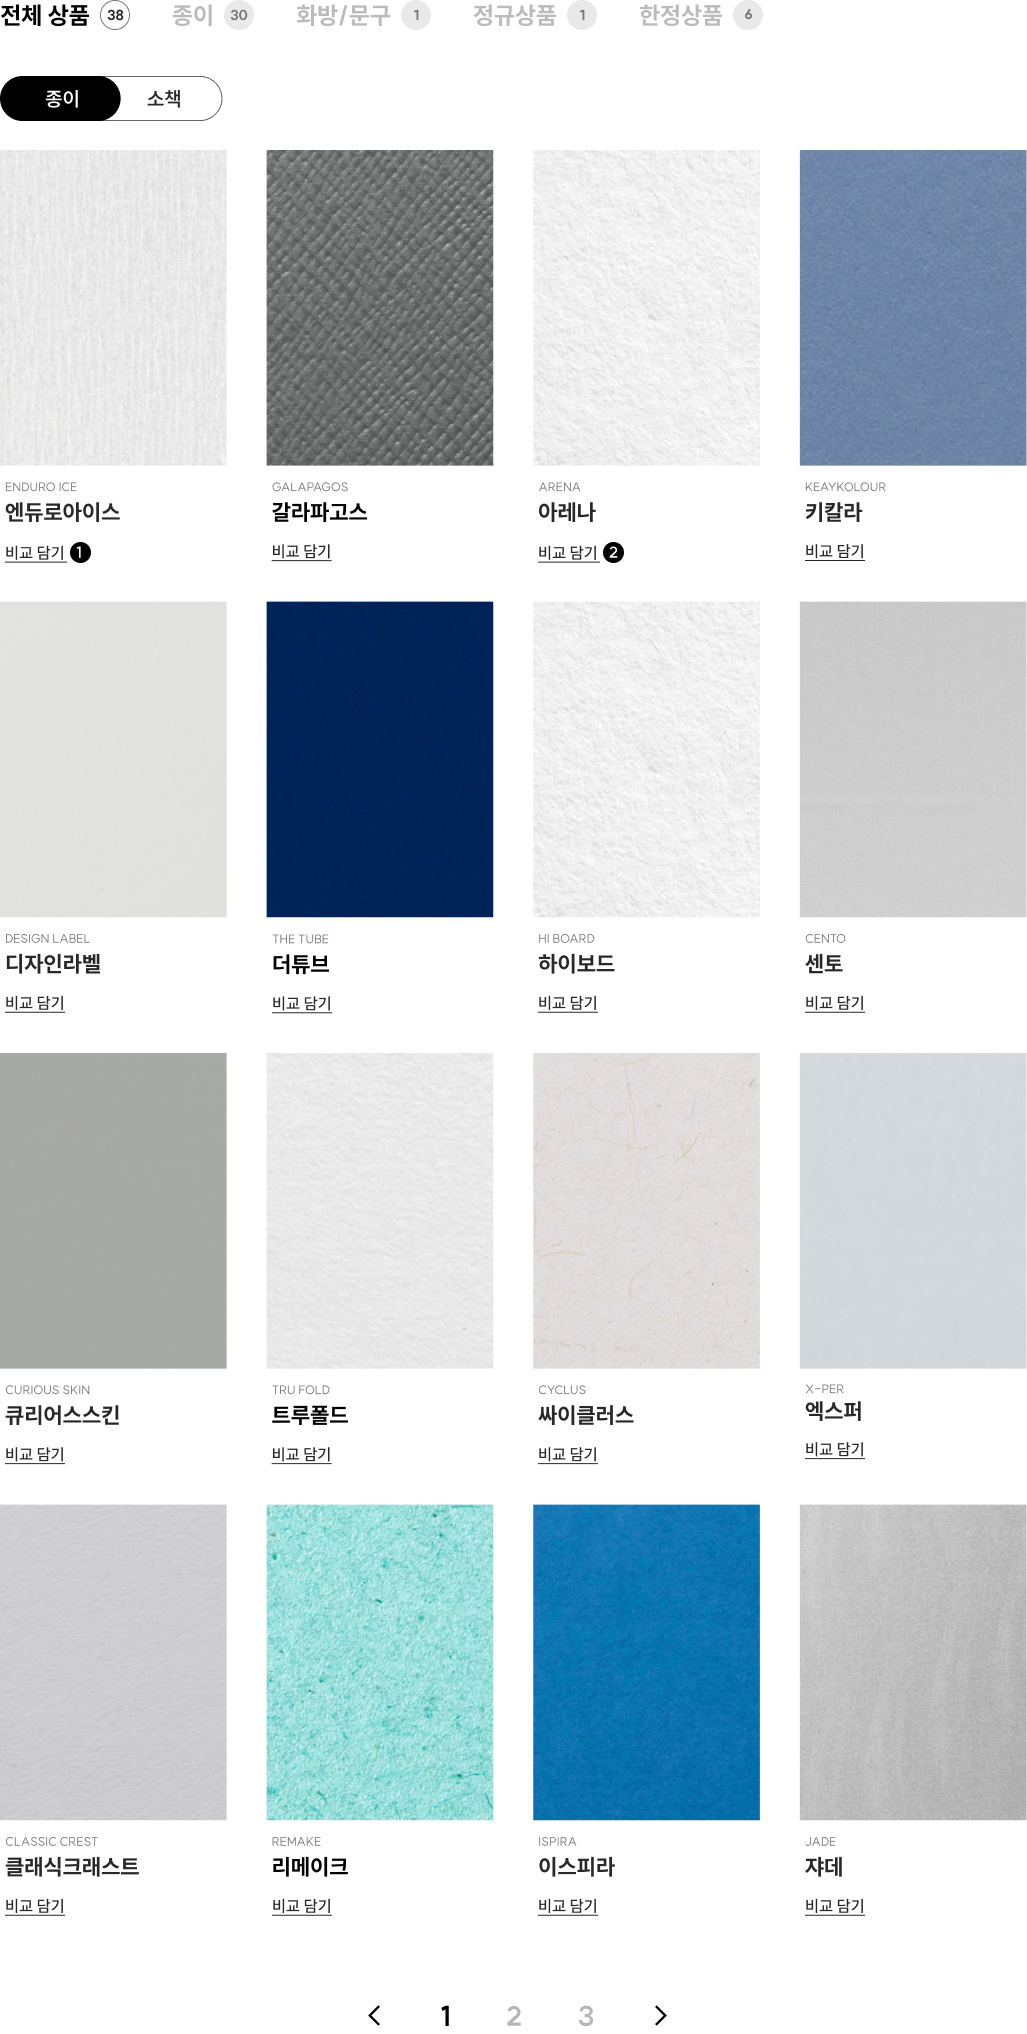 전체 상품 38 종이 30 화방/문구 1 정규상품 1 한정상품 6
종이 소책
ENDURO ICE
엔듀로아이스
비교 담기 1
GALAPAGOS
갈라파고스
비교 담기
ARENA
아레나
비교 담기 2
KEAYKOLOUR
키칼라
비교 담기
DESIGN LABEL
디자인라벨
비교 담기
THE TUBE
더튜브
비교 담기
HI BOARD
하이보드
비교 담기
CENTO
센토
비교 담기
CURIOUS SKIN
큐리어스스킨
비교 담기
TRU FOLD
트루폴드
비교 담기
CYCLUS
싸이클러스
비교 담기
X-PER
엑스퍼
비교 담기
CLASSIC CREST
클래식크래스트
비교 담기
REMAKE
리메이크
비교 담기
ISPIRA
이스피라
비교 담기
JADE
쟈데
비교 담기
< 1 2 3 >